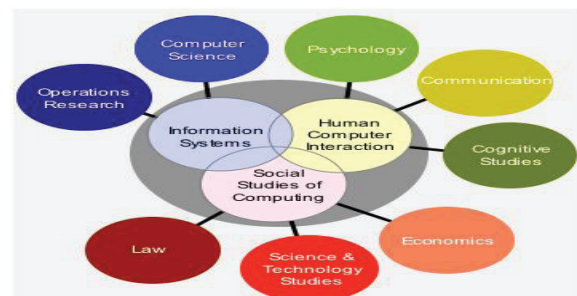 Computer
Science
Psychology
Communication
Operations
Research
Information
Systems
Human
Computer
Interaction
Cognitive
Studies
Social
Studies of
Computing
Law
Science &
Technology
Studies
Economics